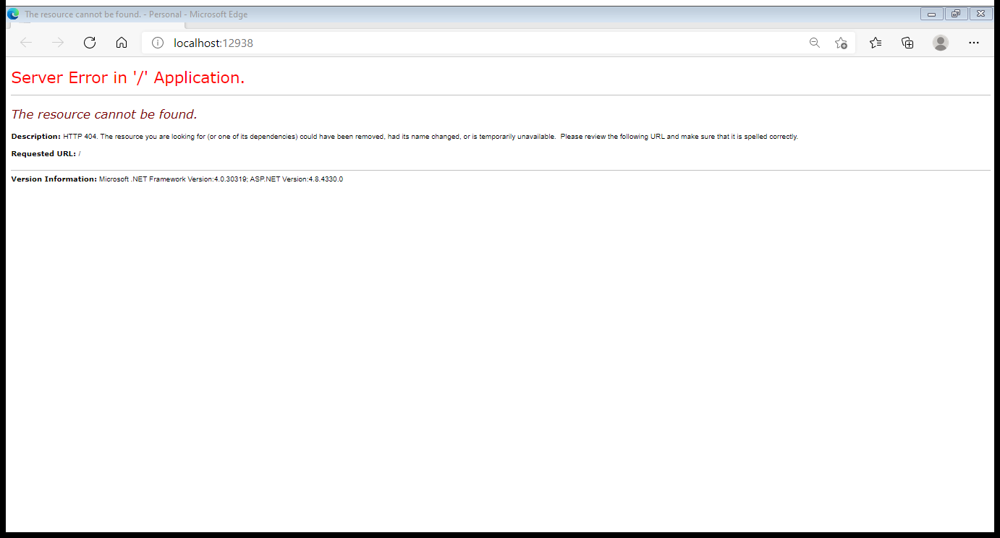 The resource cannot be found. - Personal - Microsoft Edge
localhost:12938
Server Error in '/' Application.
The resource cannot be found.
Description: HTTP 404. The resource you are looking for (or one of its dependencies) could have been removed, had its name changed, or is temporarily unavailable.  Please review the following URL and make sure that it is spelled correctly.
Requested URL: /
Version Information: Microsoft .NET Framework Version:4.0.30319; ASP.NET Version:4.8.4330.0